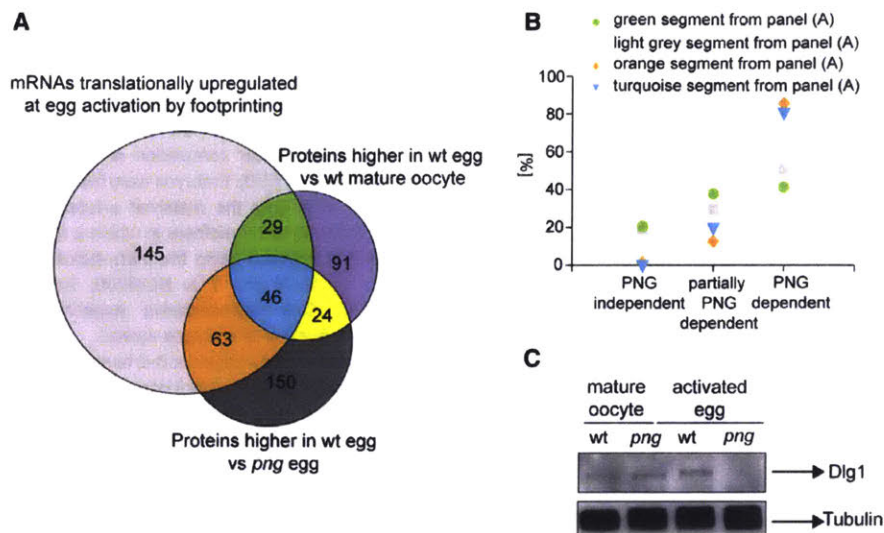 A
mRNAs translationally upregulated
at egg activation by footprinting
Proteins higher in wt egg
vs wt mature oocyte
145
29
91
46
24
63
150
Proteins higher in wt egg
vs png egg
B
green segment from panel (A)
light grey segment from panel (A)
orange segment from panel (A)
turquoise segment from panel (A)
100
80
60
40
20
0
[%]
PNG
independent
partially
PNG
dependent
PNG
dependent
C
mature
oocyte
activated
egg
wt png wt png
Dlg1
Tubulin